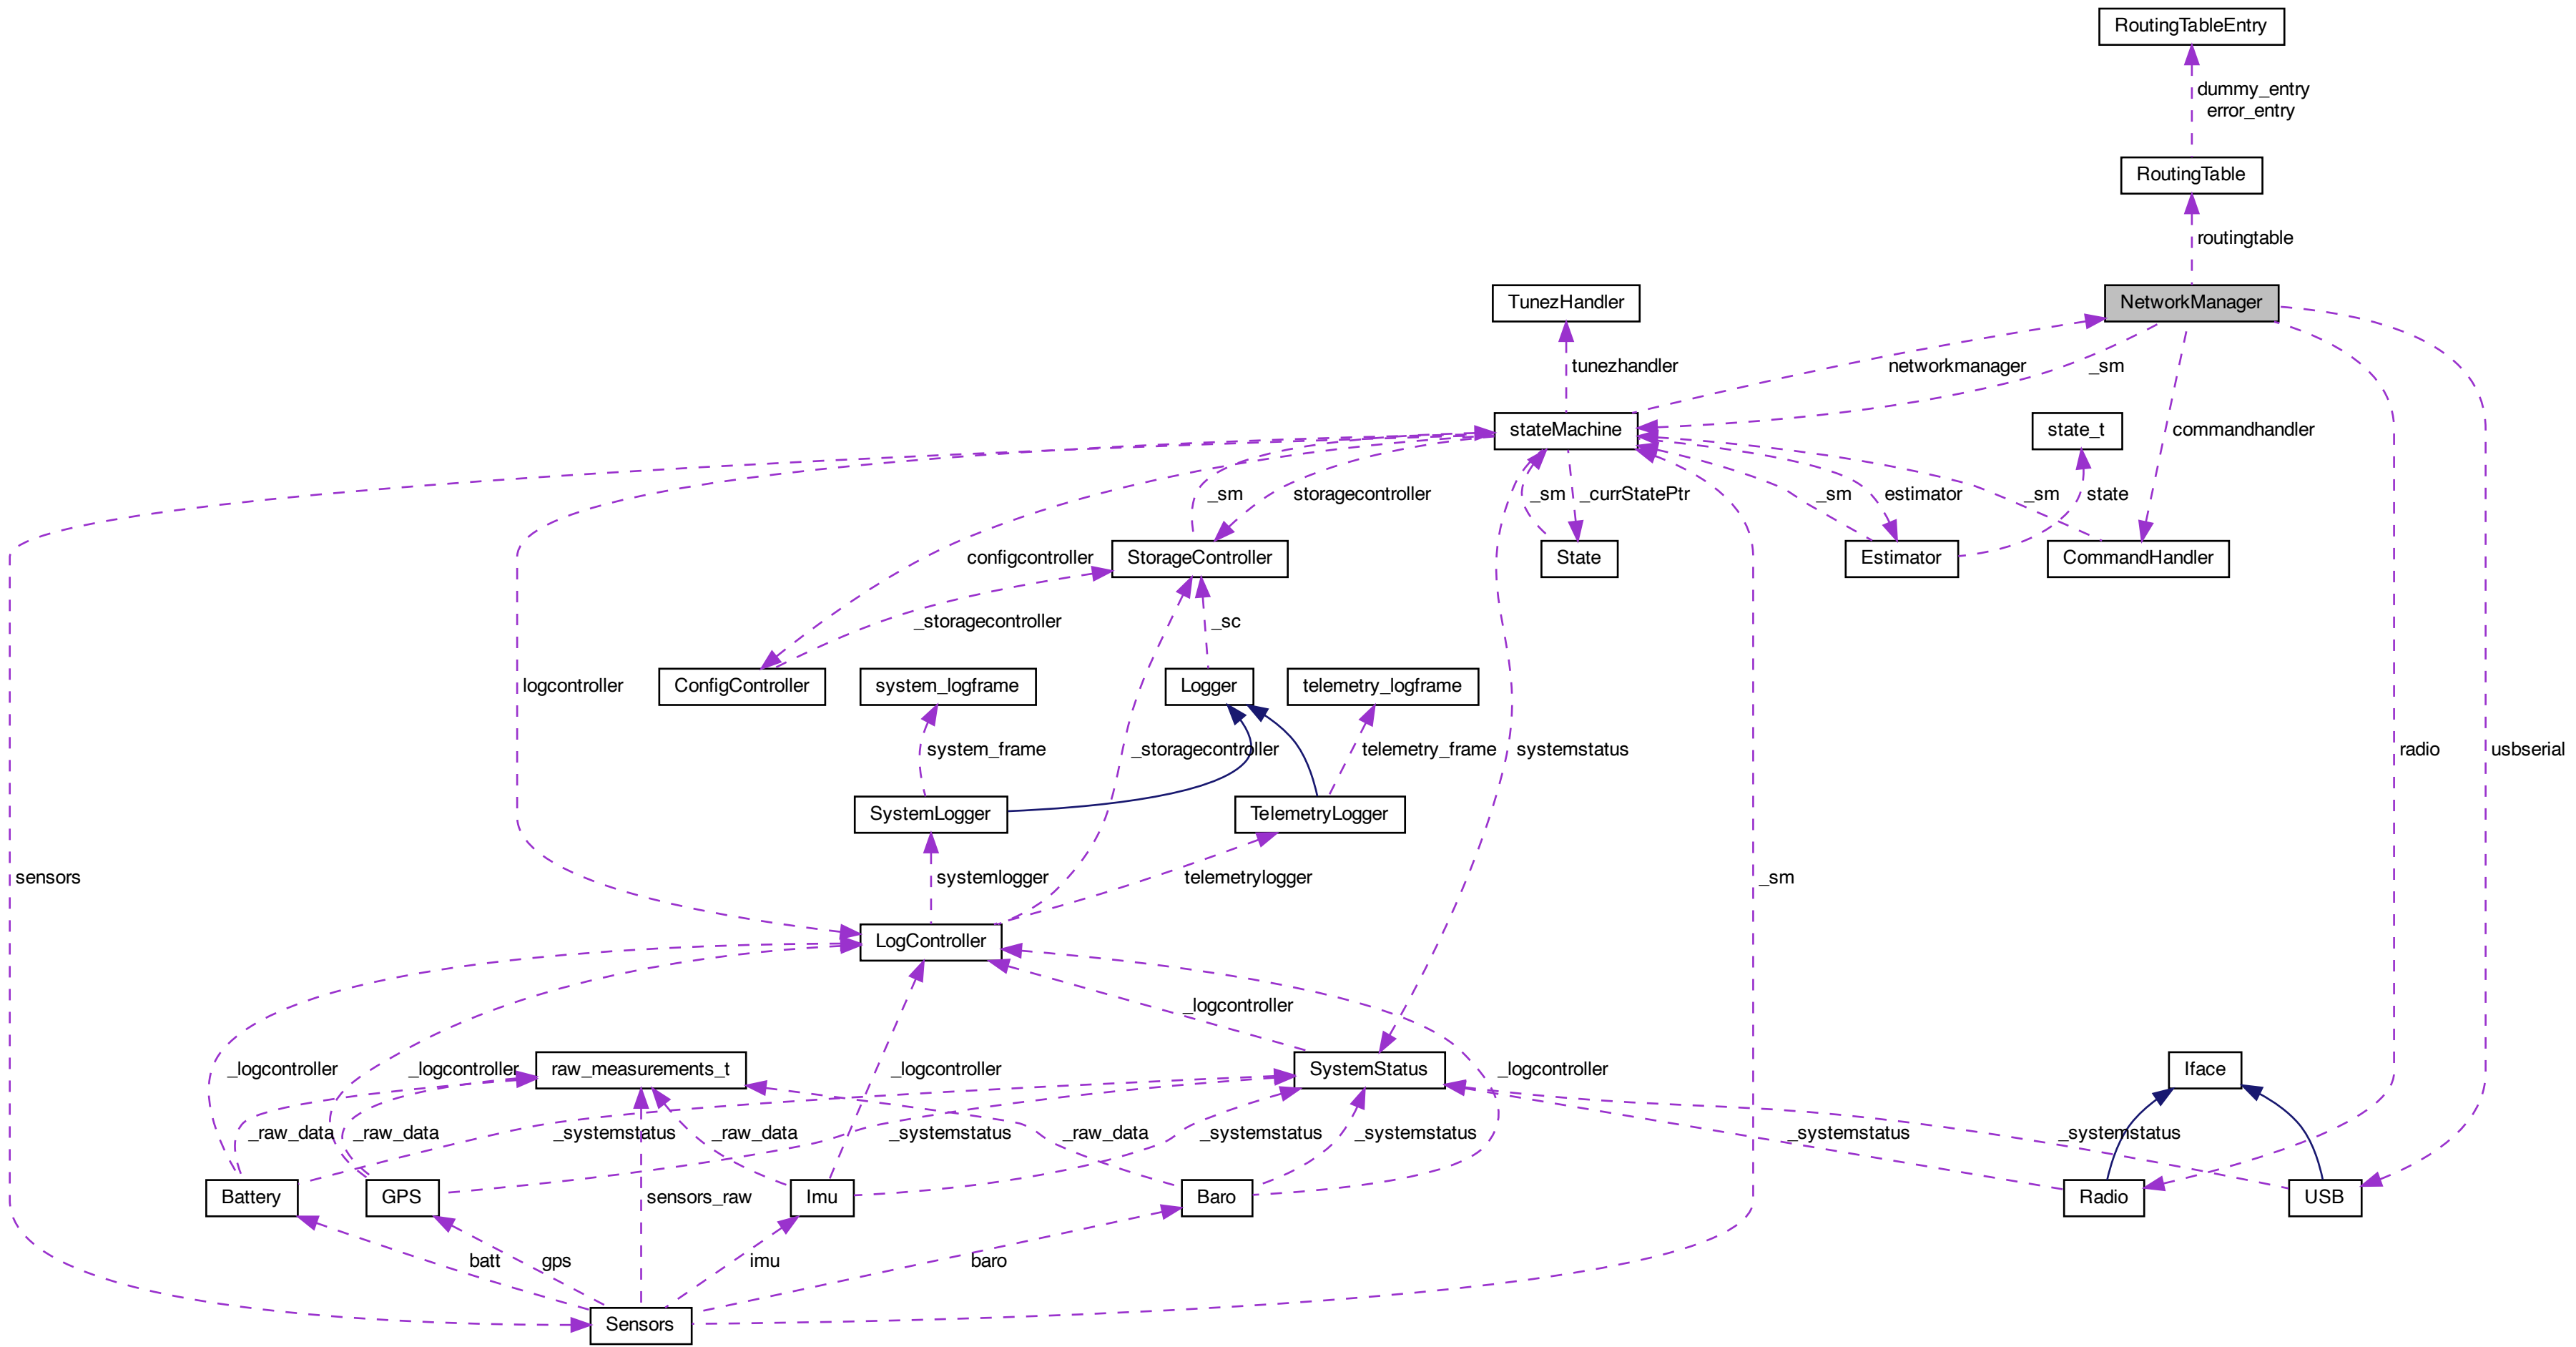 RoutingTableEntry
dummy_entry
error_entry
RoutingTable
routingtable
TunezHandler
NetworkManager
tunezhandler
networkmanager
_sm
stateMachine
state_t
commandhandler
_sm
storagecontroller
_sm
_currStatePtr
_sm
estimator
_sm
state
configcontroller
StorageController
State
Estimator
CommandHandler
_storagecontroller
_sc
logcontroller
ConfigController
system_logframe
Logger
telemetry_logframe
system_frame
_storagecontroller
telemetry_frame
systemstatus
radio
usbserial
SystemLogger
TelemetryLogger
sensors
systemlogger
telemetrylogger
_sm
LogController
_logcontroller
_logcontroller
_logcontroller
raw_measurements_t
_logcontroller
SystemStatus
_logcontroller
Iface
_raw_data
_raw_data
_systemstatus
_raw_data
_systemstatus
_raw_data
_systemstatus
_systemstatus
_systemstatus
_systemstatus
Battery
GPS
sensors_raw
Imu
Baro
Radio
USB
batt
gps
imu
baro
Sensors